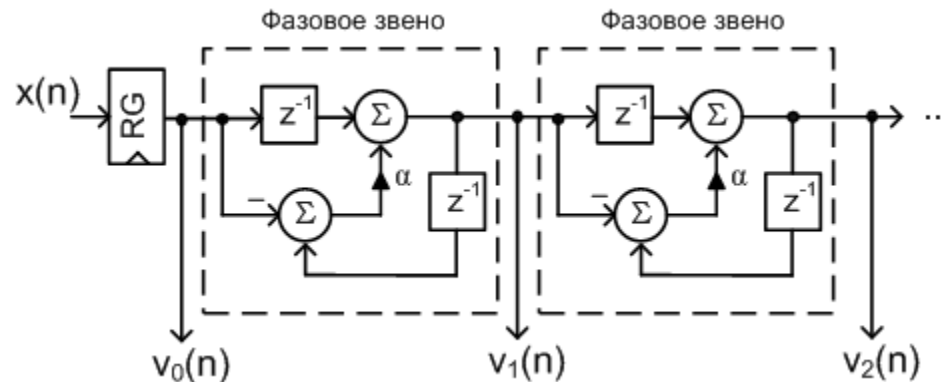 Фазовое звено
Фазовое звено
x(n)
RG
z⁻¹
Σ
z⁻¹
Σ
...
α
α
−
Σ
z⁻¹
−
Σ
z⁻¹
v₀(n)
v₁(n)
v₂(n)